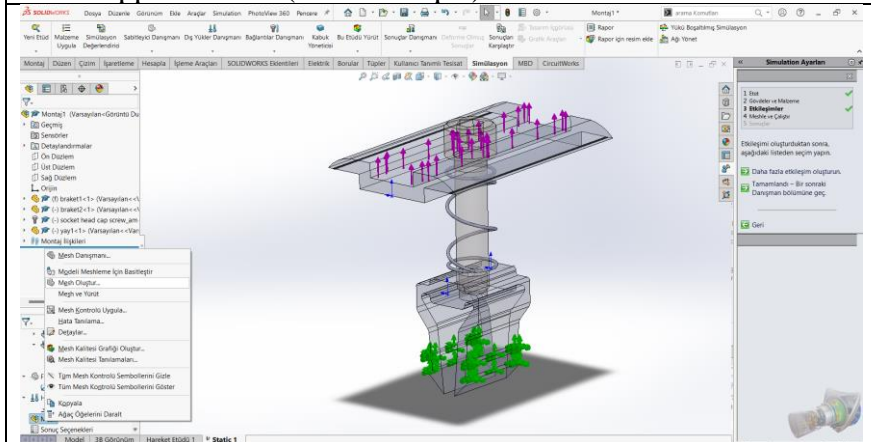 SOLIDWORKS Dosya Düzenle Görünüm Ekle Araçlar Simulation PhotoView 360 Pencere Montaj1 * arama Komutları
Yeni Etüd Malzeme Uygula Simülasyon Değerlendirici Sabitleyici Danışmanı Dış Yükler Danışmanı Bağlantılar Danışmanı Kabuk Yöneticisi Bu Etüdü Yürüt Sonuçlar Danışmanı Sonuçları Karşılaştır Rapor Yükü Boşaltılmış Simülasyon
Rapor için resim ekle Ağı Yönet
Montaj Düzen Çizim İşaretleme Hesapla İşleme Araçları SOLIDWORKS Eklentileri Elektrik Borular Tüpler Kullanıcı Tanımlı Tesisat Simülasyon MBD CircuitWorks
Simulation Ayarları
Montaj1 (Varsayılan<Görüntü Du
Geçmiş
Sensörler
Detaylandırmalar
Ön Düzlem
Üst Düzlem
Sağ Düzlem
Orijin
(f) braket1<1> (Varsayılan<<
(-) braket2<1> (Varsayılan<<
(-) socket head cap screw_am
(-) yay1<1> (Varsayılan<<Var
Montaj İlişkileri
Mesh Danışmanı...
Modeli Meshleme İçin Basitleştir
Mesh Oluştur...
Mesh ve Yürüt
Mesh Kontrolü Uygula...
Hata Tanılama...
Detaylar...
Mesh Kalitesi Grafiği Oluştur...
Mesh Kalitesi Tanılamaları...
Tüm Mesh Kontrolü Sembollerini Gizle
Tüm Mesh Kontrolü Sembollerini Göster
Kopyala
Ağaç Öğelerini Daralt
Sonuç Seçenekleri
Model 3B Görünüm Hareket Etüdü 1 Static 1
1 Etüt
2 Gövdeler ve Malzeme
3 Etkileşimler
4 Meshle ve Çalıştır
5 Sonuçlar
Etkileşimi oluşturduktan sonra,
aşağıdaki listeden seçim yapın.
Daha fazla etkileşim oluşturun.
Tamamlandı - Bir sonraki
Danışman bölümüne geç.
Geri